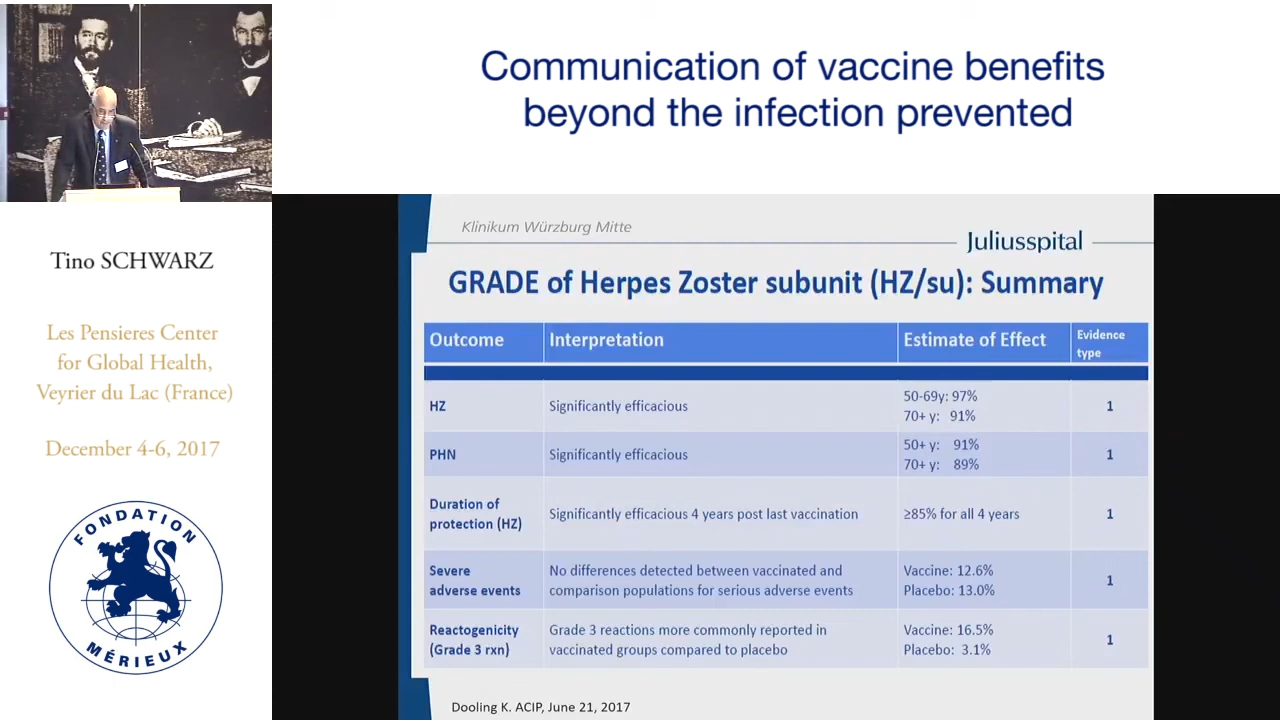 Communication of vaccine benefits
beyond the infection prevented
Tino SCHWARZ
Les Pensieres Center
for Global Health,
Veyrier du Lac (France)
December 4-6, 2017
FONDATION
MÉRIEUX
Klinikum Würzburg Mitte
Juliusspital
GRADE of Herpes Zoster subunit (HZ/su): Summary
Outcome Interpretation Estimate of Effect Evidence
type
HZ Significantly efficacious 50-69y: 97%
70+ y: 91% 1
PHN Significantly efficacious 50+ y: 91%
70+ y: 89% 1
Duration of
protection (HZ) Significantly efficacious 4 years post last vaccination ≥85% for all 4 years 1
Severe
adverse events No differences detected between vaccinated and
comparison populations for serious adverse events Vaccine: 12.6%
Placebo: 13.0% 1
Reactogenicity
(Grade 3 rxn) Grade 3 reactions more commonly reported in
vaccinated groups compared to placebo Vaccine: 16.5%
Placebo: 3.1% 1
Dooling K. ACIP, June 21, 2017